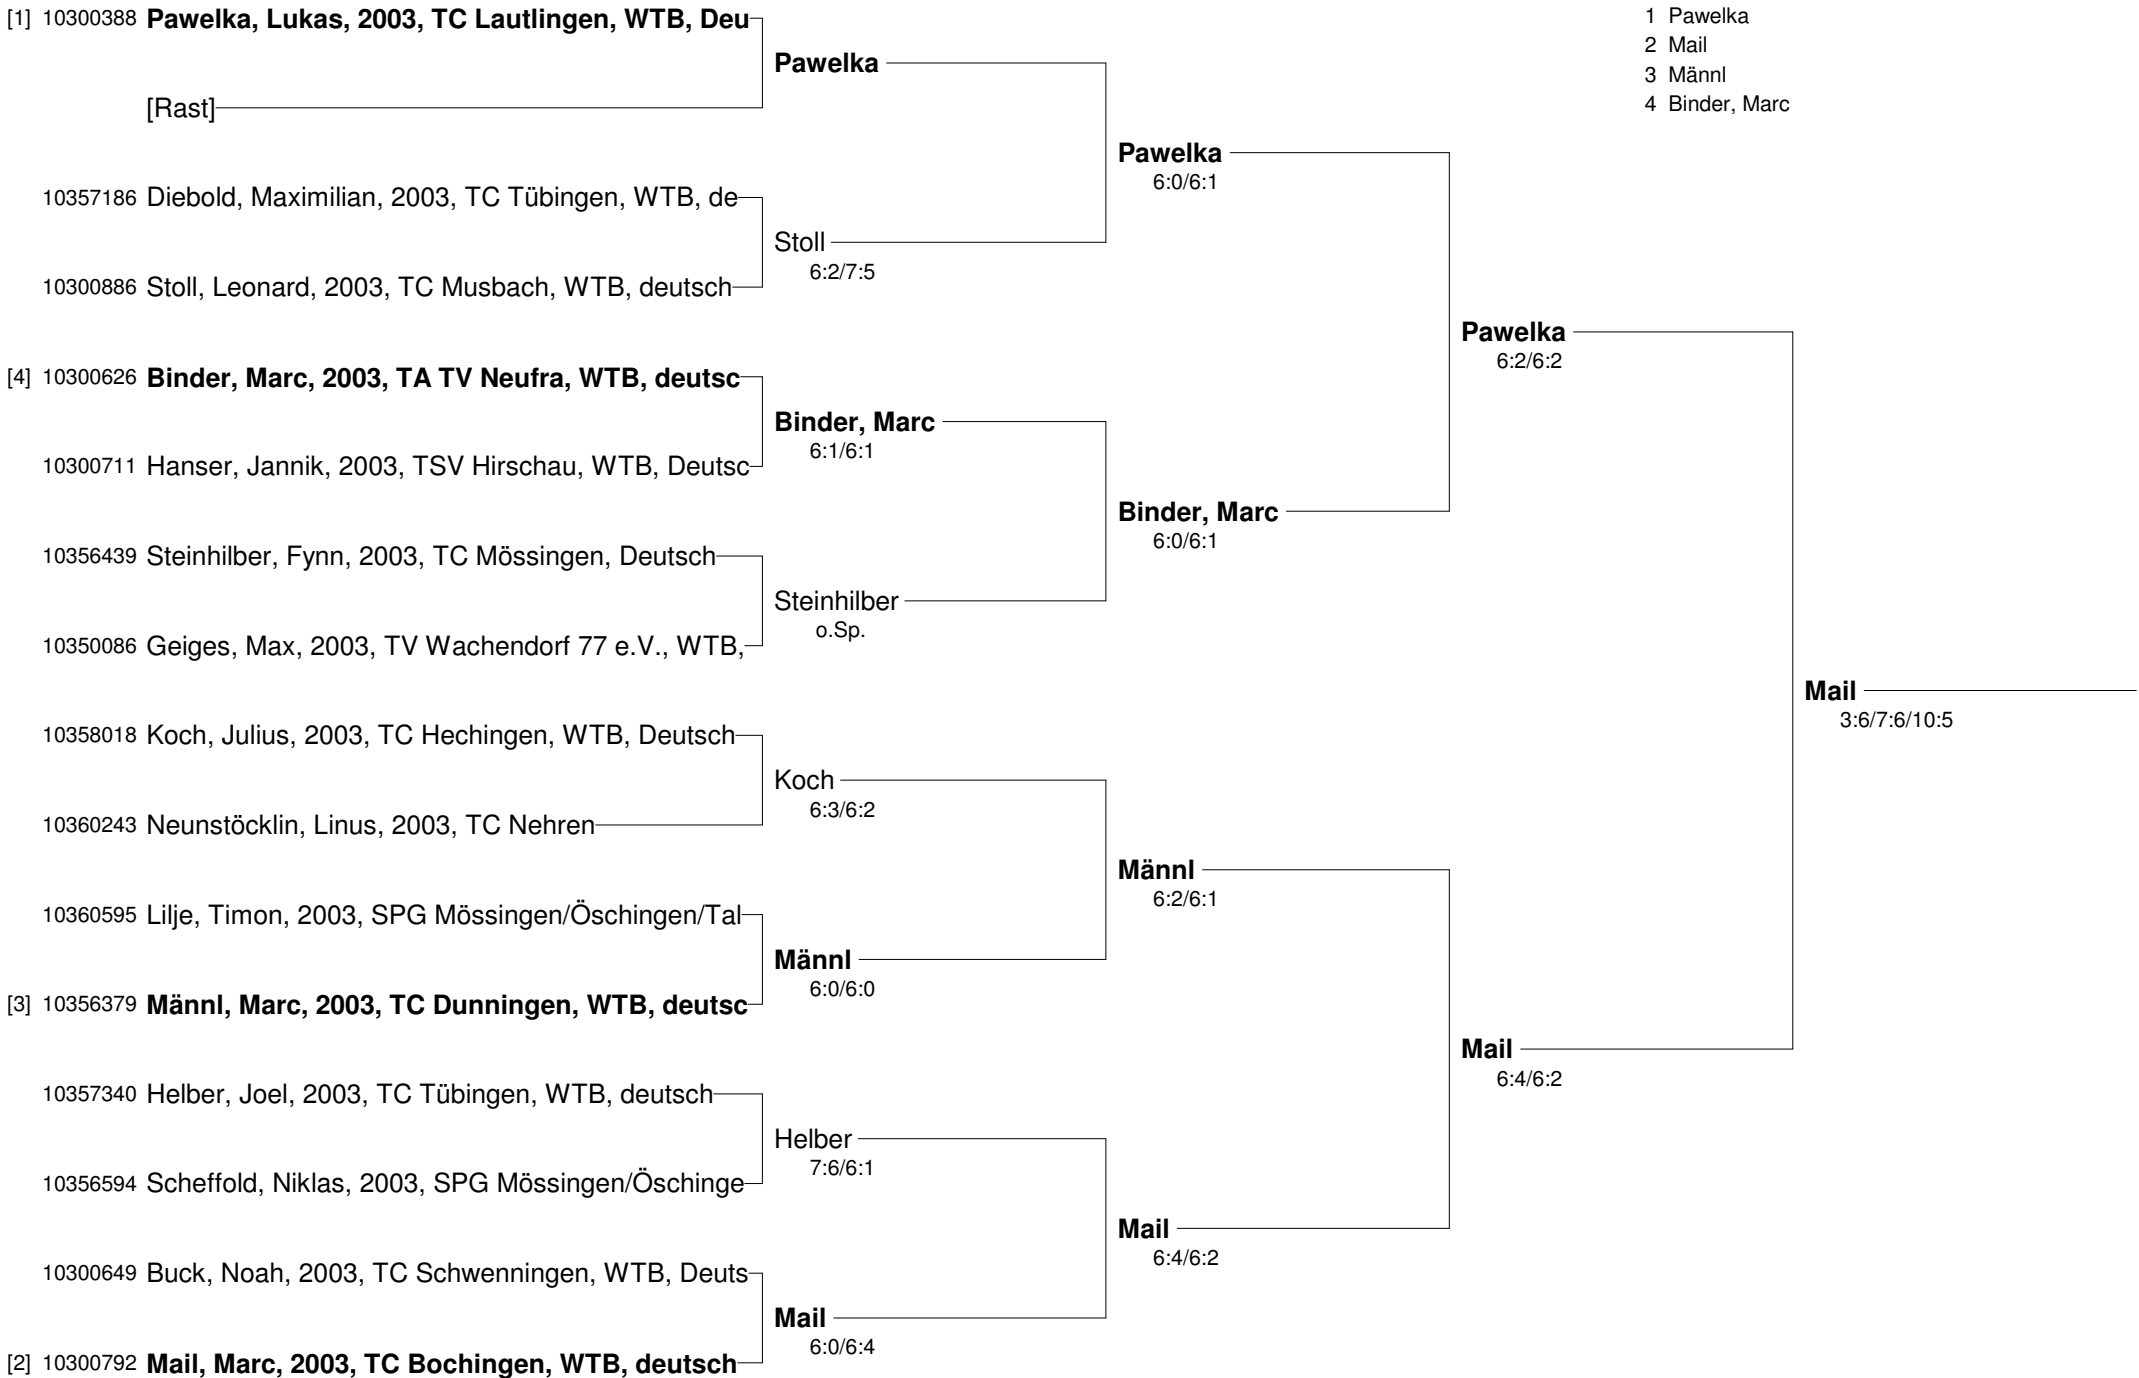 [1] 10300388 Pawelka, Lukas, 2003, TC Lautlingen, WTB, Deu
[Rast]
10357186 Diebold, Maximilian, 2003, TC Tübingen, WTB, de
10300886 Stoll, Leonard, 2003, TC Musbach, WTB, deutsch
[4] 10300626 Binder, Marc, 2003, TA TV Neufra, WTB, deutsc
10300711 Hanser, Jannik, 2003, TSV Hirschau, WTB, Deutsc
10356439 Steinhilber, Fynn, 2003, TC Mössingen, Deutsch
10350086 Geiges, Max, 2003, TV Wachendorf 77 e.V., WTB,
10358018 Koch, Julius, 2003, TC Hechingen, WTB, Deutsch
10360243 Neunstöcklin, Linus, 2003, TC Nehren
10360595 Lilje, Timon, 2003, SPG Mössingen/Öschingen/Tal
[3] 10356379 Männl, Marc, 2003, TC Dunningen, WTB, deutsc
10357340 Helber, Joel, 2003, TC Tübingen, WTB, deutsch
10356594 Scheffold, Niklas, 2003, SPG Mössingen/Öschinge
10300649 Buck, Noah, 2003, TC Schwenningen, WTB, Deuts
[2] 10300792 Mail, Marc, 2003, TC Bochingen, WTB, deutsch
Pawelka
Stoll
6:2/7:5
Binder, Marc
6:1/6:1
Steinhilber
o.Sp.
Koch
6:3/6:2
Männl
6:0/6:0
Helber
7:6/6:1
Mail
6:0/6:4
Pawelka
6:0/6:1
Binder, Marc
6:0/6:1
Männl
6:2/6:1
Mail
6:4/6:2
Pawelka
6:2/6:2
Mail
6:4/6:2
Mail
3:6/7:6/10:5
1 Pawelka
2 Mail
3 Männl
4 Binder, Marc